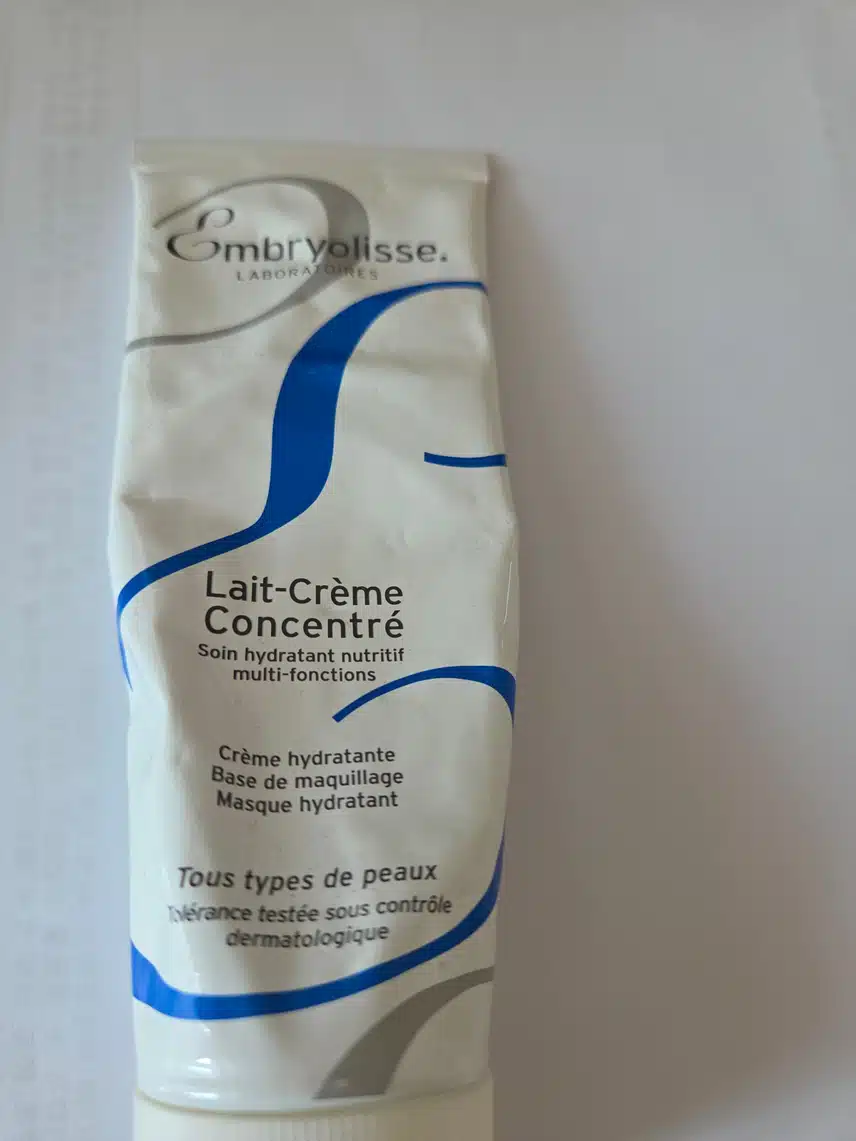 Embryolisse.
LABORATOIRES
Lait-Crème
Concentré
Soin hydratant nutritif
multi-fonctions
Crème hydratante
Base de maquillage
Masque hydratant
Tous types de peaux
Tolérance testée sous contrôle
dermatologique